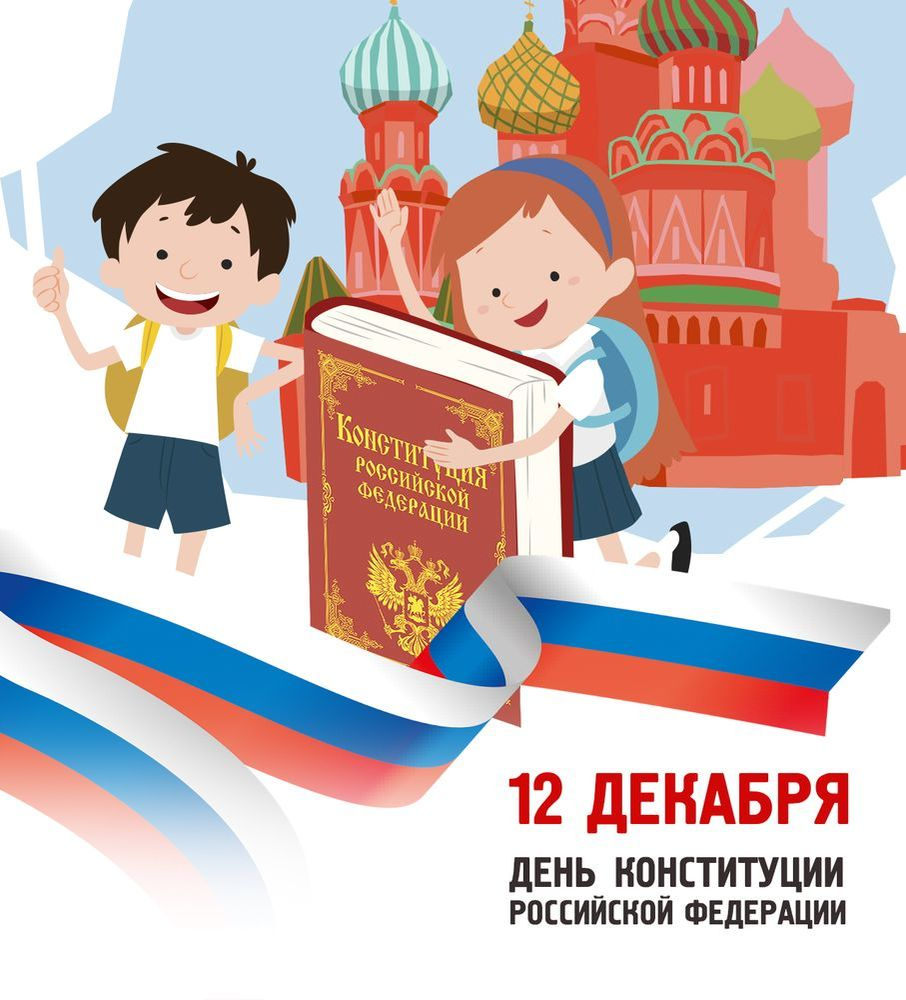 Конституция
Российской
Федерации
12 ДЕКАБРЯ
ДЕНЬ КОНСТИТУЦИИ
РОССИЙСКОЙ ФЕДЕРАЦИИ